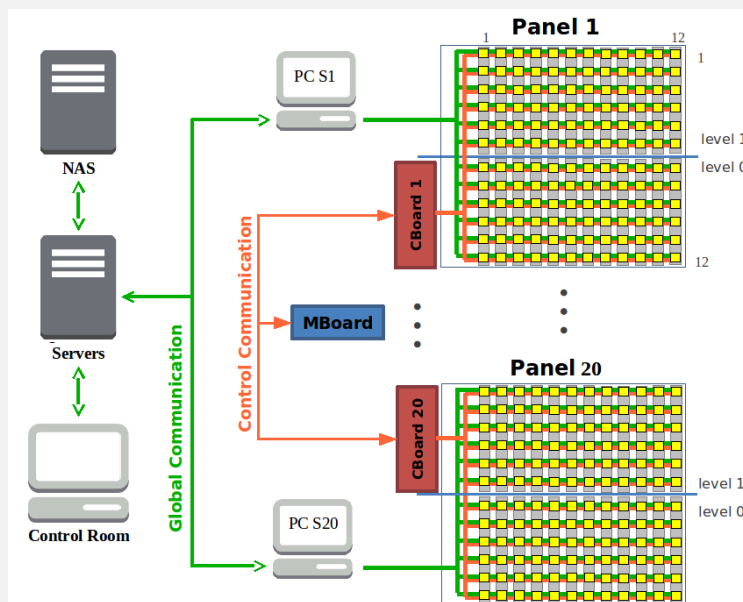 Panel 1
1
12
PC S1
1
NAS
level 1
level 0
CBoard 1
12
Control Communication
MBoard
Servers
Global Communication
Panel 20
CBoard 20
level 1
level 0
PC S20
Control Room